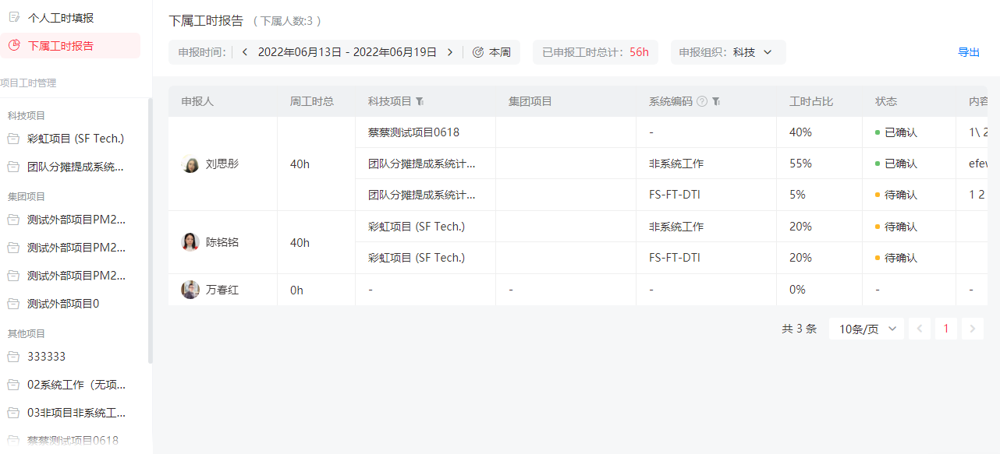 个人工时填报
下属工时报告
项目工时管理
科技项目
彩虹项目 (SF Tech.)
团队分摊提成系统...
集团项目
测试外部项目PM2...
测试外部项目PM2...
测试外部项目PM2...
测试外部项目0
其他项目
333333
02系统工作（无项...
03非项目非系统工...
蔡蔡测试项目0618
下属工时报告 （下属人数:3 ）
申报时间: 2022年06月13日 - 2022年06月19日 本周 已申报工时总计: 56h 申报组织: 科技 导出
申报人 周工时总 科技项目 集团项目 系统编码 工时占比 状态 内容
蔡蔡测试项目0618 - 40% 已确认 1\ 2
刘思彤 40h 团队分摊提成系统计... 非系统工作 55% 已确认 efew
团队分摊提成系统计... FS-FT-DTI 5% 待确认 1 2
彩虹项目 (SF Tech.) 非系统工作 20% 待确认
陈铭铭 40h
彩虹项目 (SF Tech.) FS-FT-DTI 20% 待确认
万春红 0h - - - 0% - -
共 3 条 10条/页 1